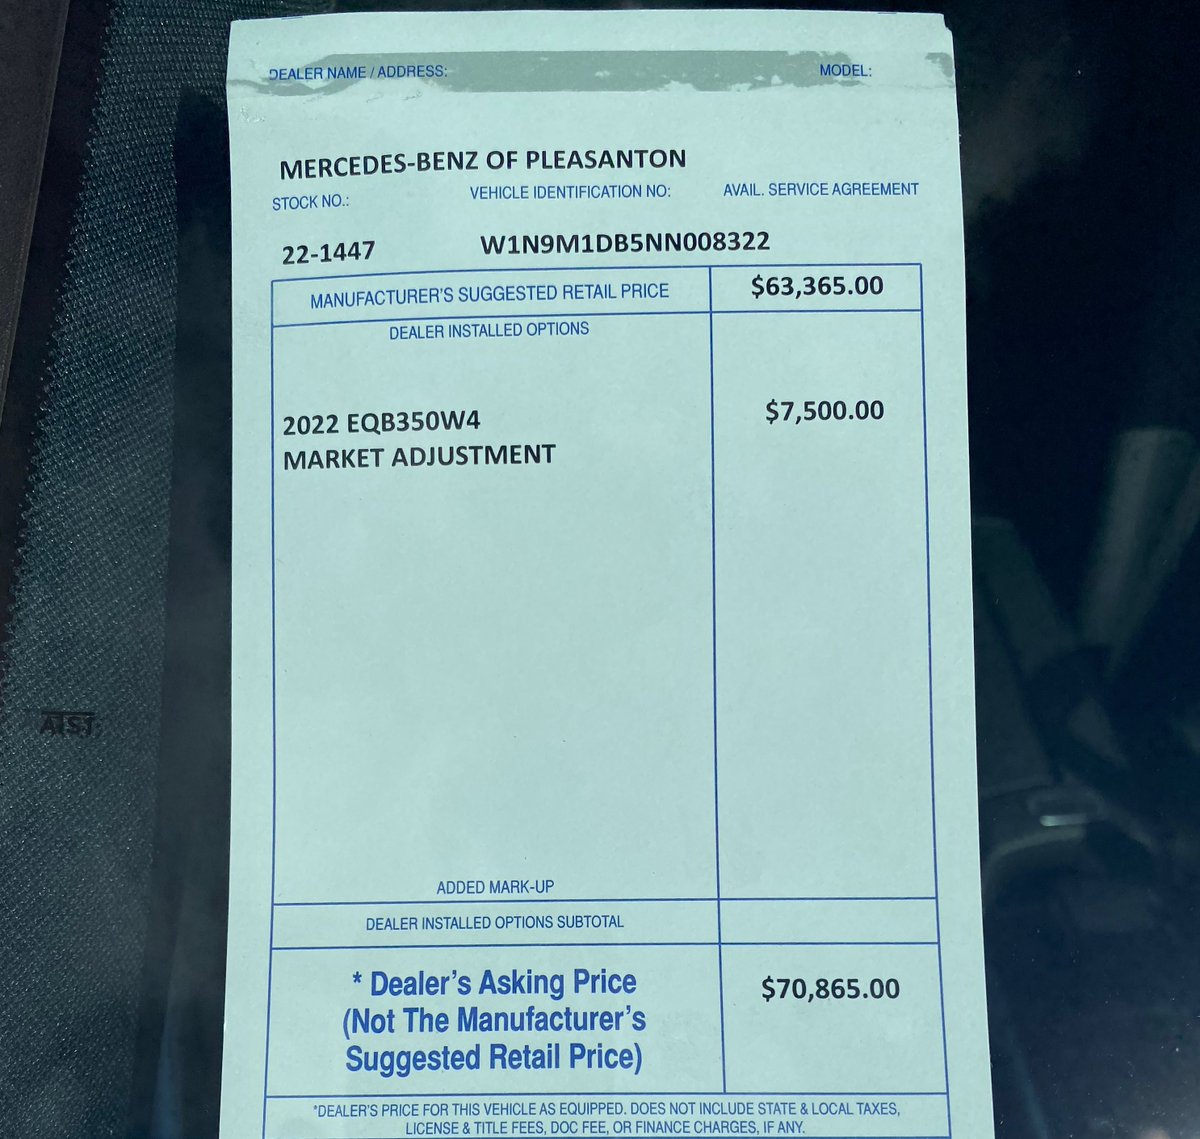 DEALER NAME / ADDRESS: MODEL:
MERCEDES-BENZ OF PLEASANTON
STOCK NO.: VEHICLE IDENTIFICATION NO: AVAIL. SERVICE AGREEMENT
22-1447 W1N9M1DB5NN008322
MANUFACTURER'S SUGGESTED RETAIL PRICE $63,365.00
DEALER INSTALLED OPTIONS
2022 EQB350W4 $7,500.00
MARKET ADJUSTMENT
ADDED MARK-UP
DEALER INSTALLED OPTIONS SUBTOTAL
* Dealer's Asking Price $70,865.00
(Not The Manufacturer's
Suggested Retail Price)
*DEALER'S PRICE FOR THIS VEHICLE AS EQUIPPED. DOES NOT INCLUDE STATE & LOCAL TAXES,
LICENSE & TITLE FEES, DOC FEE, OR FINANCE CHARGES, IF ANY.